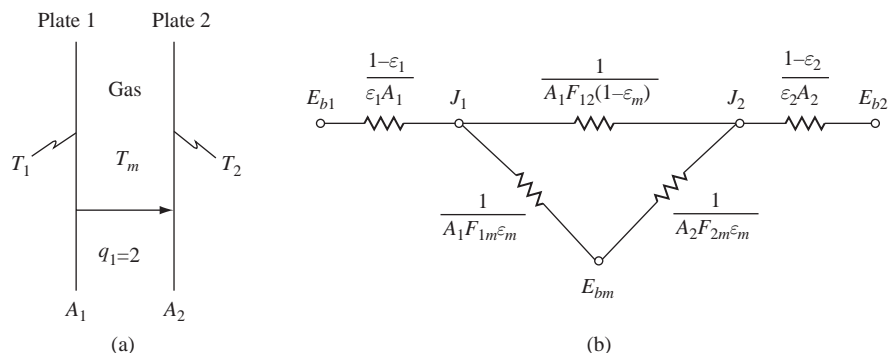 Plate 1 Plate 2
Gas
T1 Tm T2
q1=2
A1 A2
(a)
Eb1
1–ε1
ε1A1
J1
1
A1F12(1–εm)
J2
1–ε2
ε2A2
Eb2
1
A1F1mεm
1
A2F2mεm
Ebm
(b)